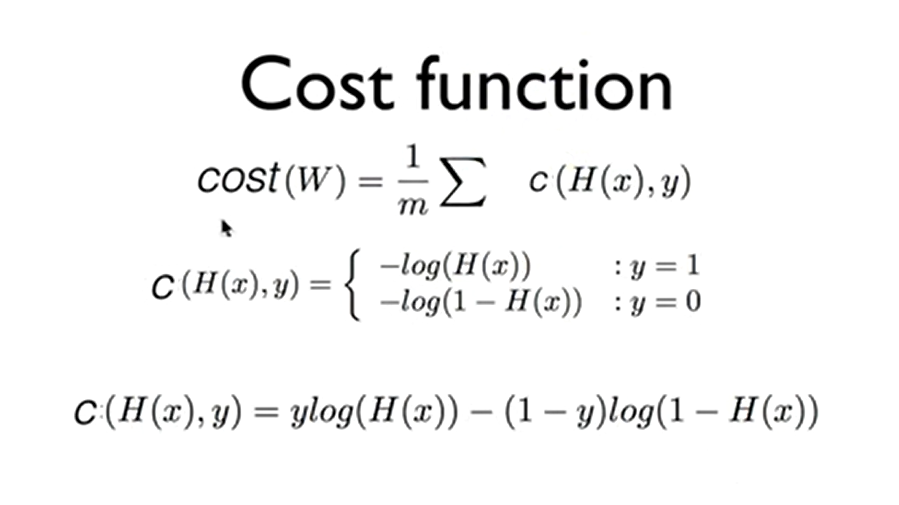 Cost function
cost(W) = 1/m ∑ c(H(x), y)
C(H(x), y) = { −log(H(x)) : y = 1
−log(1 − H(x)) : y = 0
C:(H(x), y) = ylog(H(x)) − (1 − y)log(1 − H(x))